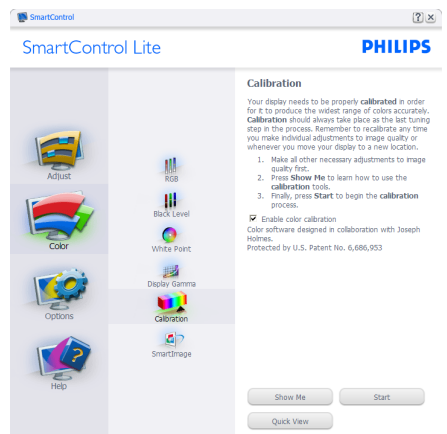 SmartControl
SmartControl Lite
PHILIPS
Adjust
Color
Options
Help
RGB
Black Level
White Point
Display Gamma
Calibration
SmartImage
Calibration
Your display needs to be properly calibrated in order
for it to produce the widest range of colors accurately.
Calibration should always take place as the last tuning
step in the process. Remember to recalibrate any time
you make individual adjustments to image quality or
whenever you move your display to a new location.
1. Make all other necessary adjustments to image
quality first.
2. Press Show Me to learn how to use the
calibration tools.
3. Finally, press Start to begin the calibration
process.
Enable color calibration
Color software designed in collaboration with Joseph
Holmes.
Protected by U.S. Patent No. 6,686,953
Show Me
Start
Quick View